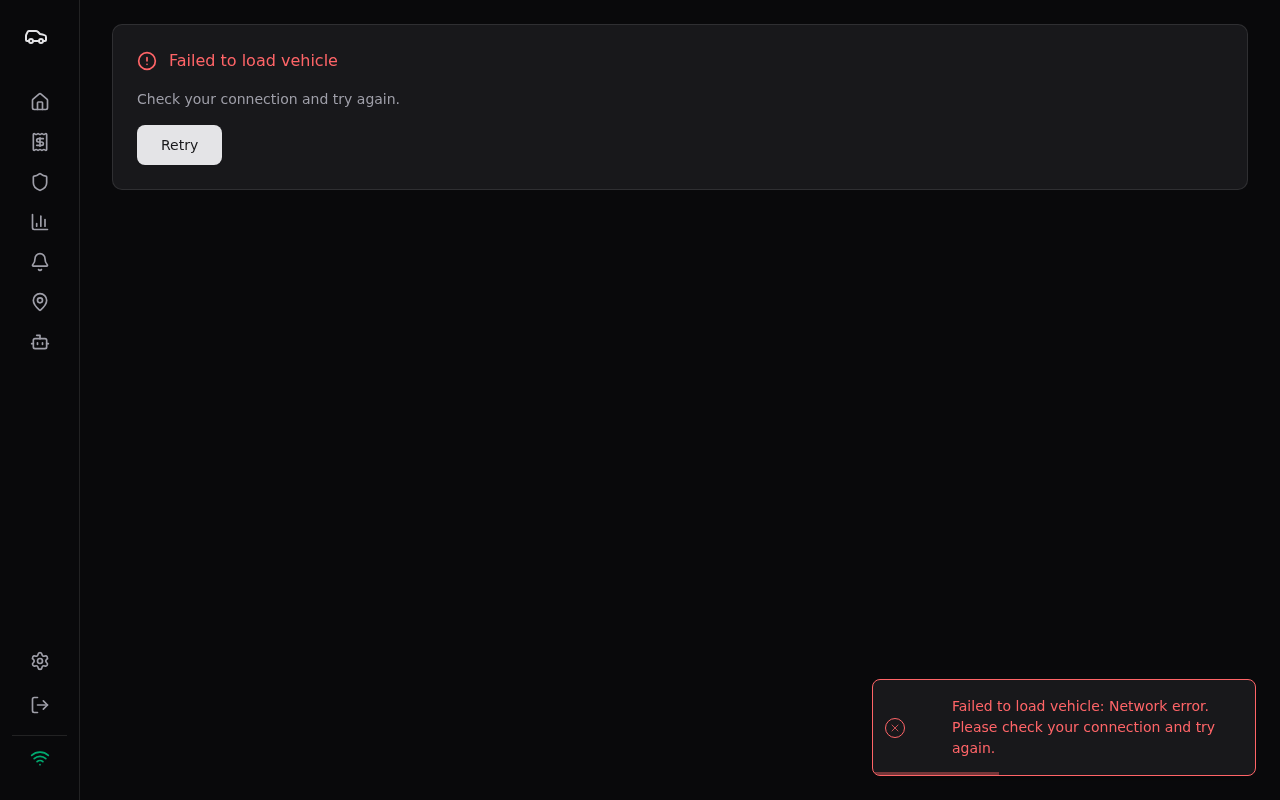 Failed to load vehicle
Check your connection and try again.
Retry
Failed to load vehicle: Network error.
Please check your connection and try
again.